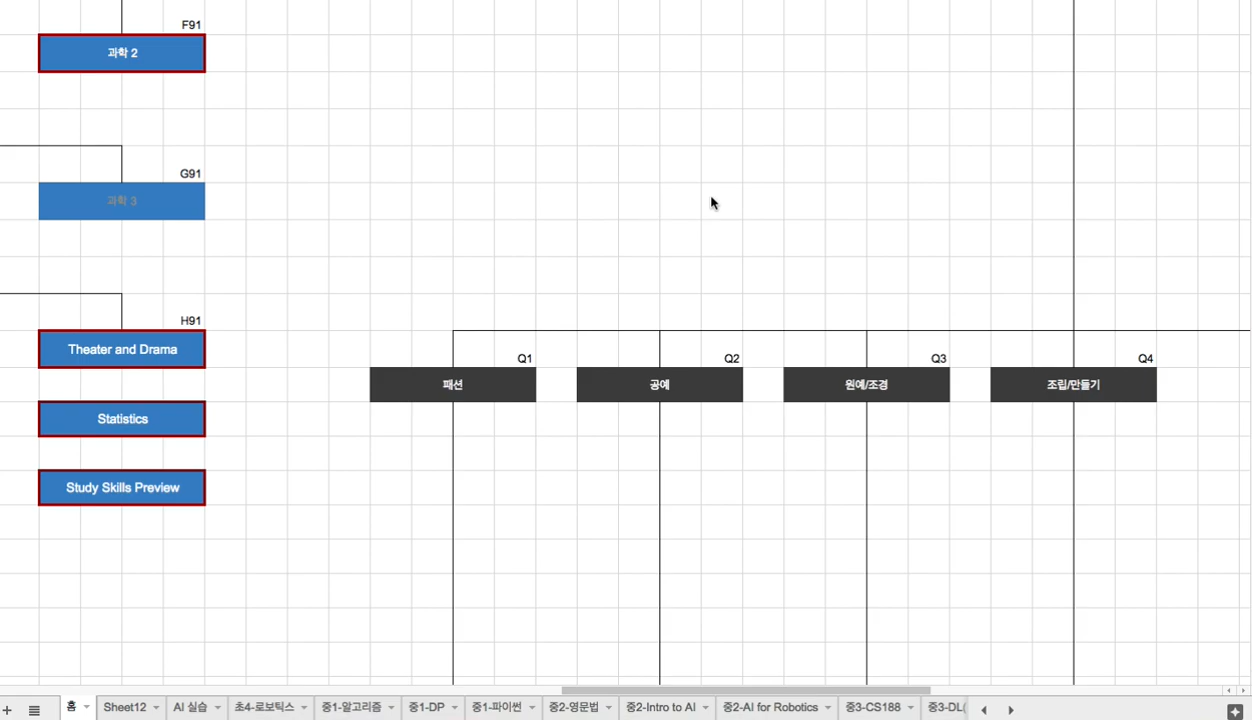 F91
과학 2
G91
과학 3
H91
Theater and Drama
Statistics
Study Skills Preview
Q1
Q2
Q3
Q4
패션
공예
원예/조경
조립/만들기
홈
Sheet12
AI 실습
초4-로보틱스
중1-알고리즘
중1-DP
중1-파이썬
중2-영문법
중2-Intro to AI
중2-AI for Robotics
중3-CS188
중3-DL(